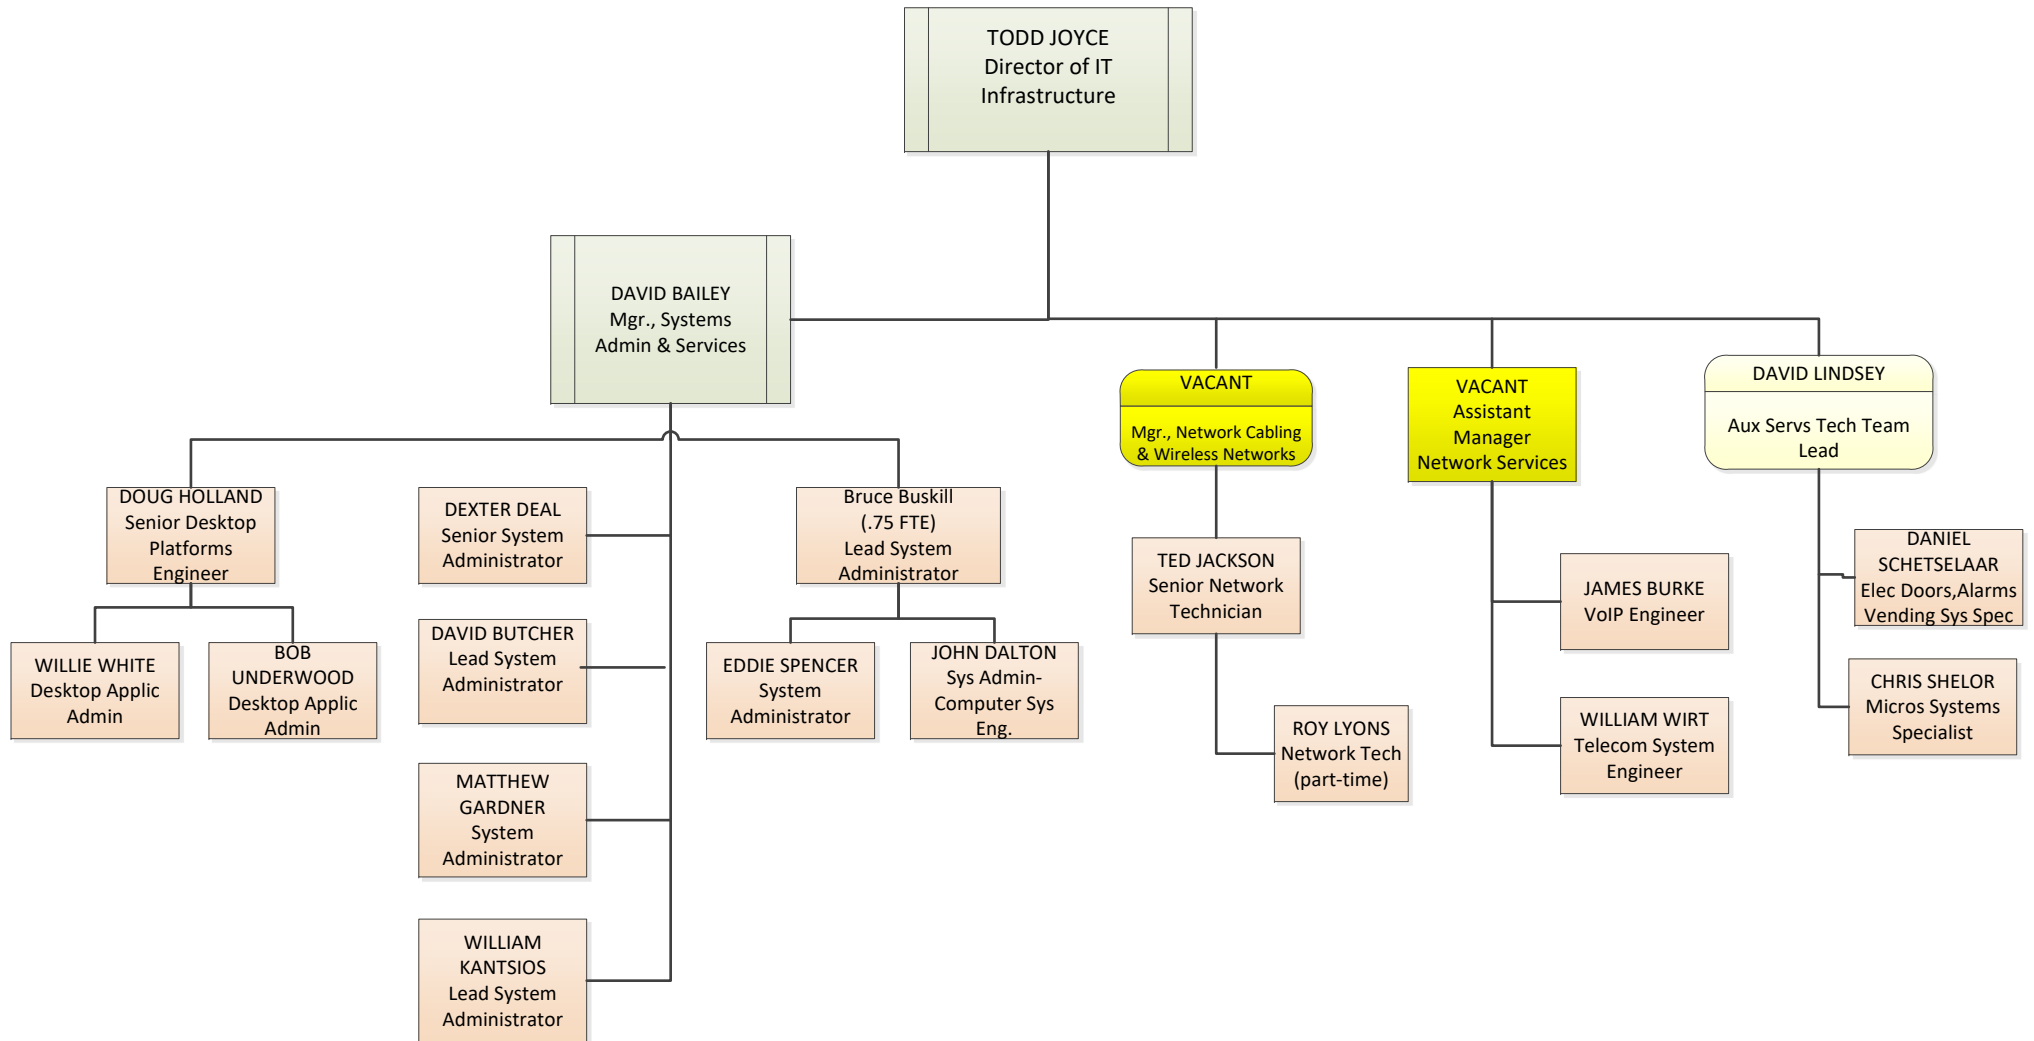 TODD JOYCE
Director of IT
Infrastructure
DAVID BAILEY
Mgr., Systems
Admin & Services
VACANT
Mgr., Network Cabling
& Wireless Networks
VACANT
Assistant
Manager
Network Services
DAVID LINDSEY
Aux Servs Tech Team
Lead
DOUG HOLLAND
Senior Desktop
Platforms
Engineer
DEXTER DEAL
Senior System
Administrator
Bruce Buskill
(.75 FTE)
Lead System
Administrator
TED JACKSON
Senior Network
Technician
JAMES BURKE
VoIP Engineer
DANIEL
SCHETSELAAR
Elec Doors,Alarms
Vending Sys Spec
WILLIE WHITE
Desktop Applic
Admin
BOB
UNDERWOOD
Desktop Applic
Admin
DAVID BUTCHER
Lead System
Administrator
EDDIE SPENCER
System
Administrator
JOHN DALTON
Sys Admin-
Computer Sys
Eng.
ROY LYONS
Network Tech
(part-time)
WILLIAM WIRT
Telecom System
Engineer
CHRIS SHELOR
Micros Systems
Specialist
MATTHEW
GARDNER
System
Administrator
WILLIAM
KANTSIOS
Lead System
Administrator